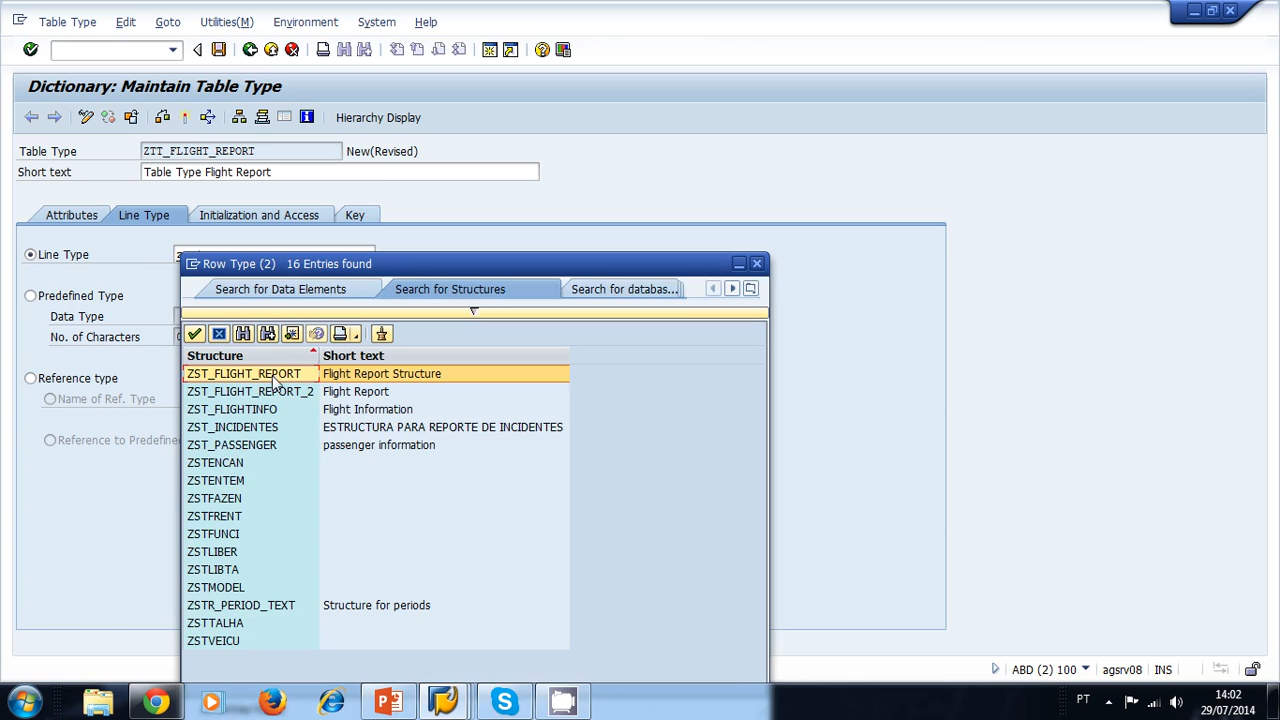 Table Type Edit Goto Utilities(M) Environment System Help
Dictionary: Maintain Table Type
Hierarchy Display
Table Type ZTT_FLIGHT_REPORT New(Revised)
Short text Table Type Flight Report
Attributes Line Type Initialization and Access Key
Line Type
Predefined Type
Data Type
No. of Characters
Reference type
Name of Ref. Type
Reference to Predefined
Row Type (2) 16 Entries found
Search for Data Elements Search for Structures Search for databas...
Structure Short text
ZST_FLIGHT_REPORT Flight Report Structure
ZST_FLIGHT_REPORT_2 Flight Report
ZST_FLIGHTINFO Flight Information
ZST_INCIDENTES ESTRUCTURA PARA REPORTE DE INCIDENTES
ZST_PASSENGER passenger information
ZSTENCAN
ZSTENTEM
ZSTFAZEN
ZSTFRENT
ZSTFUNCI
ZSTLIBER
ZSTLIBTA
ZSTMODEL
ZSTR_PERIOD_TEXT Structure for periods
ZSTTALHA
ZSTVEICU
ABD (2) 100 agsrv08 INS
PT 14:02
29/07/2014